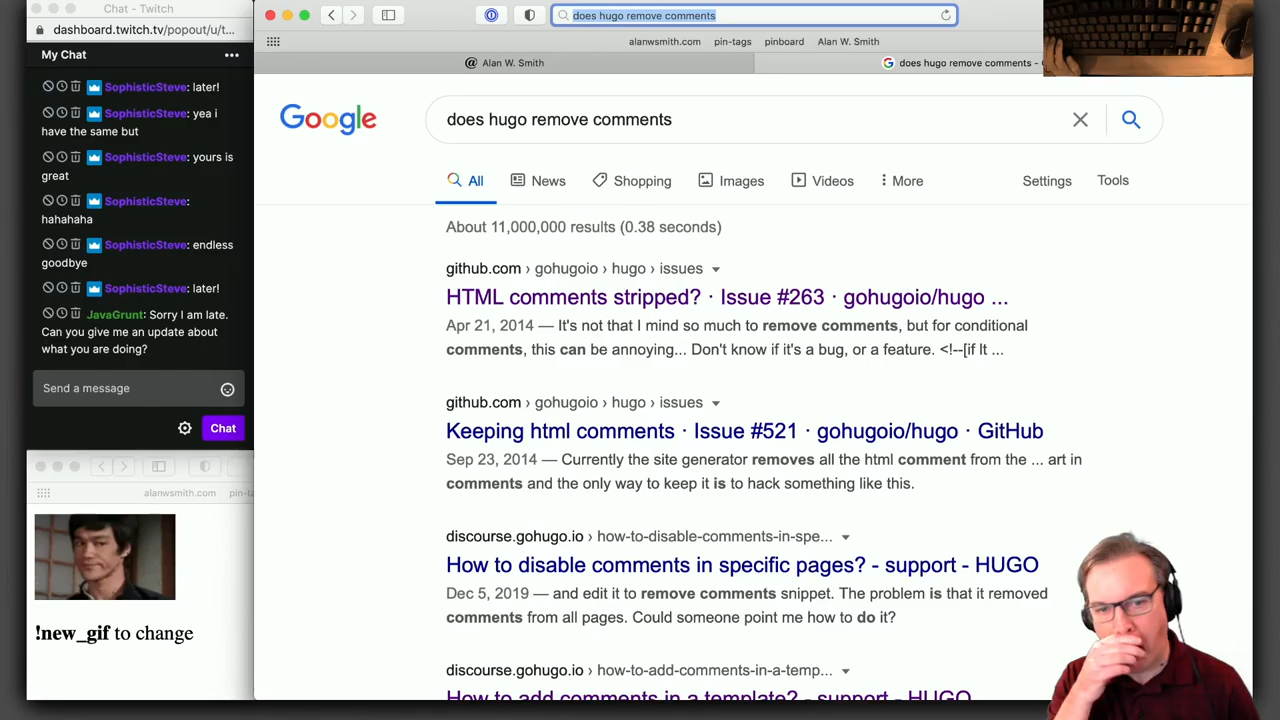 Chat - Twitch
dashboard.twitch.tv/popout/u/t...
My Chat
SophisticSteve: later!
SophisticSteve: yea i
have the same but
SophisticSteve: yours is
great
SophisticSteve:
hahahaha
SophisticSteve: endless
goodbye
SophisticSteve: later!
JavaGrunt: Sorry I am late.
Can you give me an update about
what you are doing?
Send a message
Chat
alanwsmith.com pin-ta
!new_gif to change
does hugo remove comments
alanwsmith.com pin-tags pinboard Alan W. Smith
Alan W. Smith
does hugo remove comments -
Google
does hugo remove comments
All News Shopping Images Videos More Settings Tools
About 11,000,000 results (0.38 seconds)
github.com › gohugoio › hugo › issues
HTML comments stripped? · Issue #263 · gohugoio/hugo ...
Apr 21, 2014 — It's not that I mind so much to remove comments, but for conditional
comments, this can be annoying... Don't know if it's a bug, or a feature. <!--[if lt ...
github.com › gohugoio › hugo › issues
Keeping html comments · Issue #521 · gohugoio/hugo · GitHub
Sep 23, 2014 — Currently the site generator removes all the html comment from the ... art in
comments and the only way to keep it is to hack something like this.
discourse.gohugo.io › how-to-disable-comments-in-spe...
How to disable comments in specific pages? - support - HUGO
Dec 5, 2019 — and edit it to remove comments snippet. The problem is that it removed
comments from all pages. Could someone point me how to do it?
discourse.gohugo.io › how-to-add-comments-in-a-temp...
How to add comments in a template? - support - HUGO